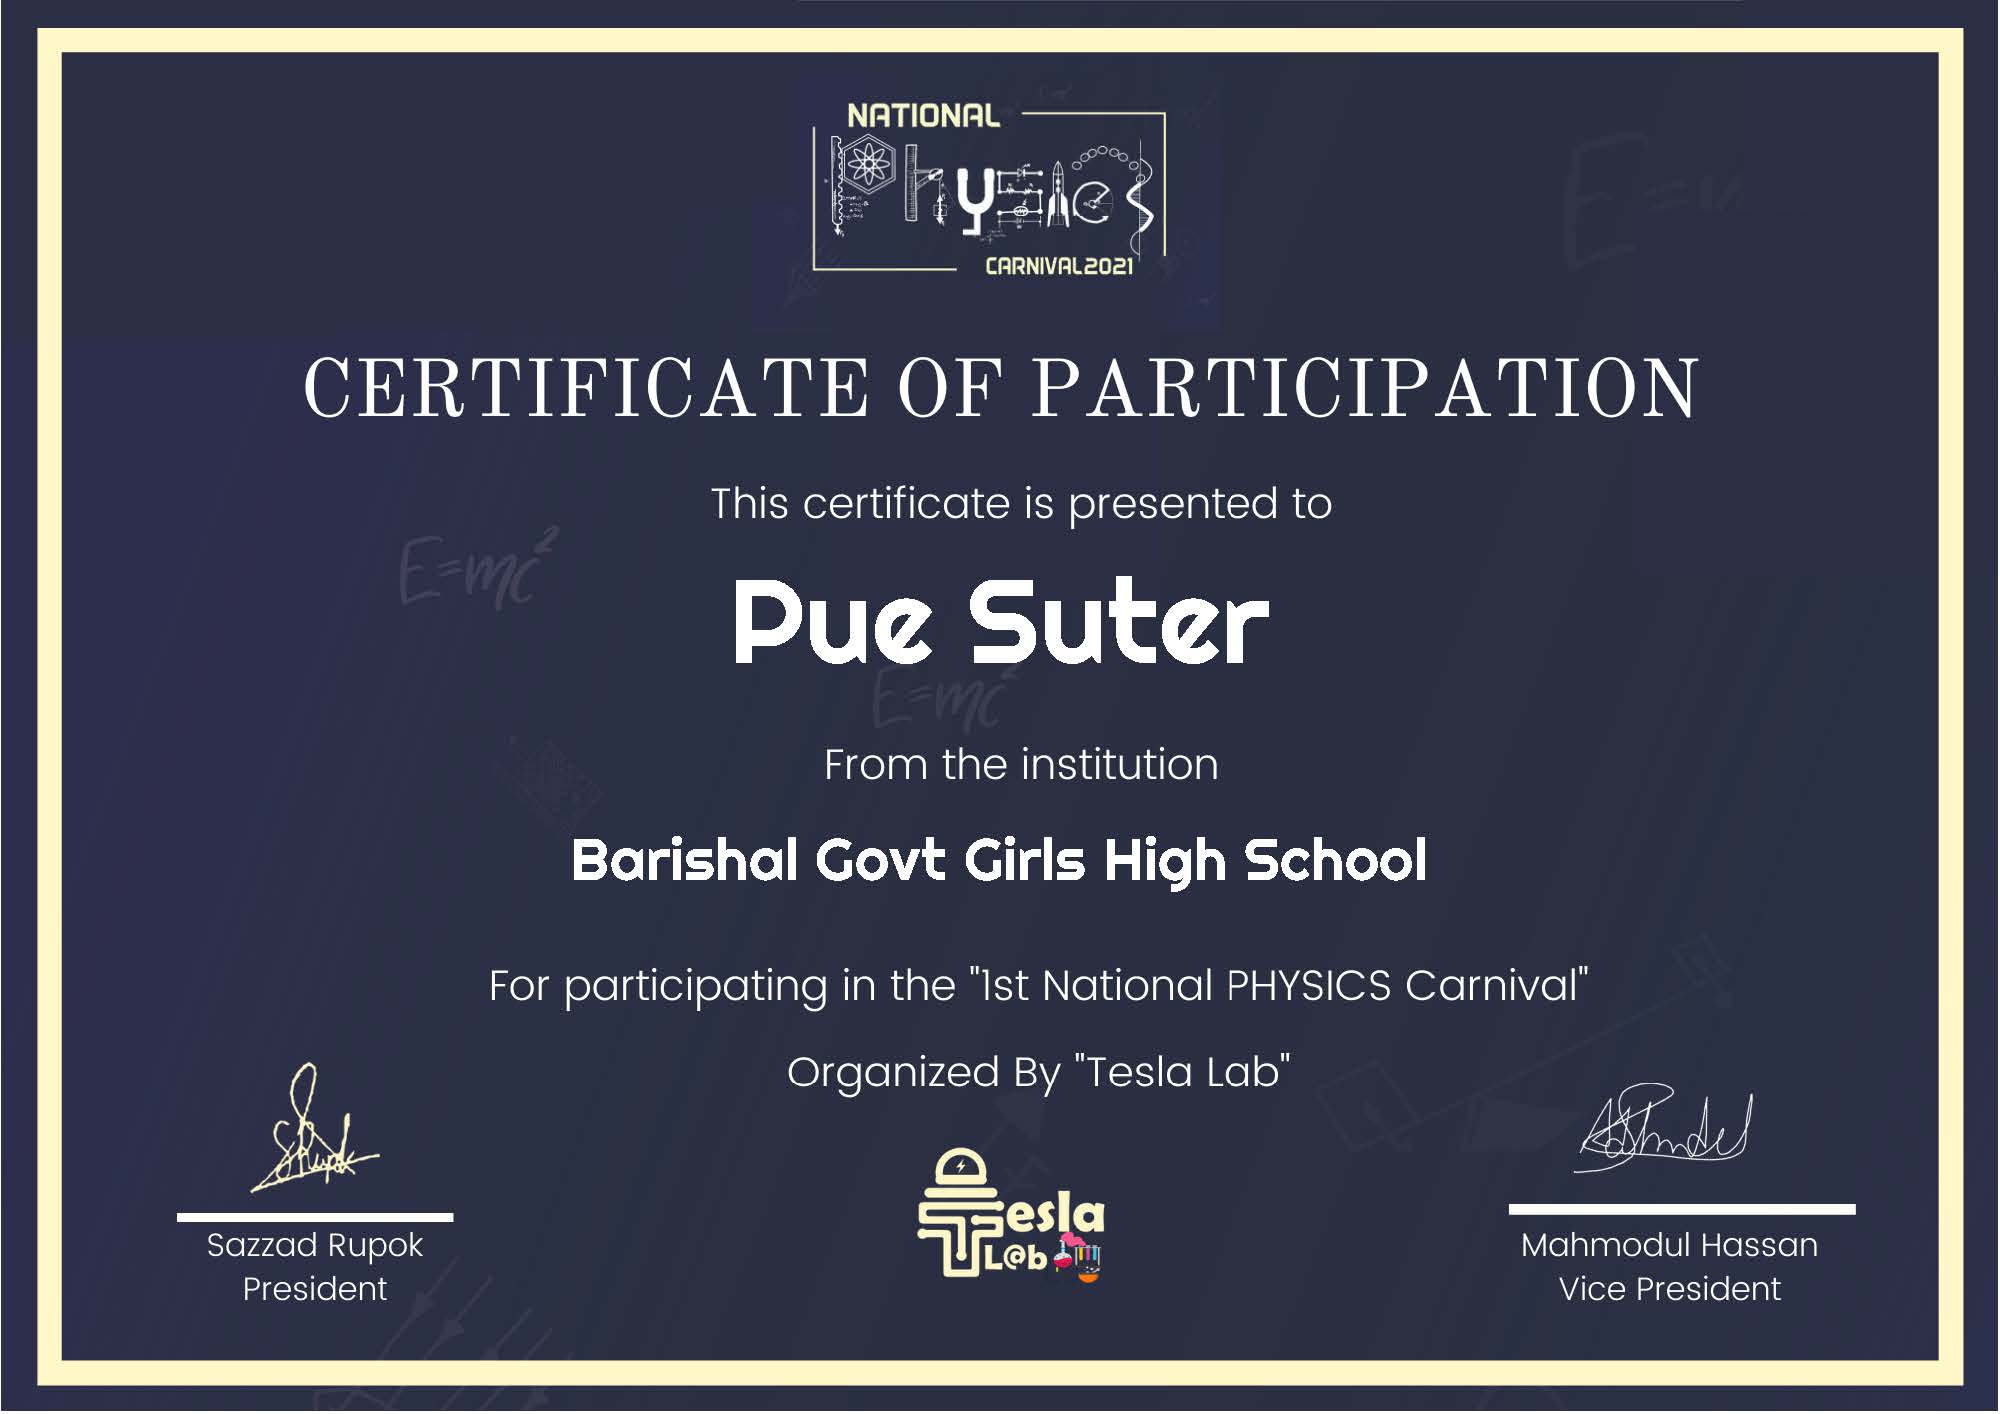 NATIONAL
Physics
CARNIVAL2021
CERTIFICATE OF PARTICIPATION
This certificate is presented to
E=mc²
Pue Suter
E=mc²
From the institution
Barishal Govt Girls High School
For participating in the "1st National PHYSICS Carnival"
Organized By "Tesla Lab"
Tesla
L@b
Sazzad Rupok
President
Mahmodul Hassan
Vice President